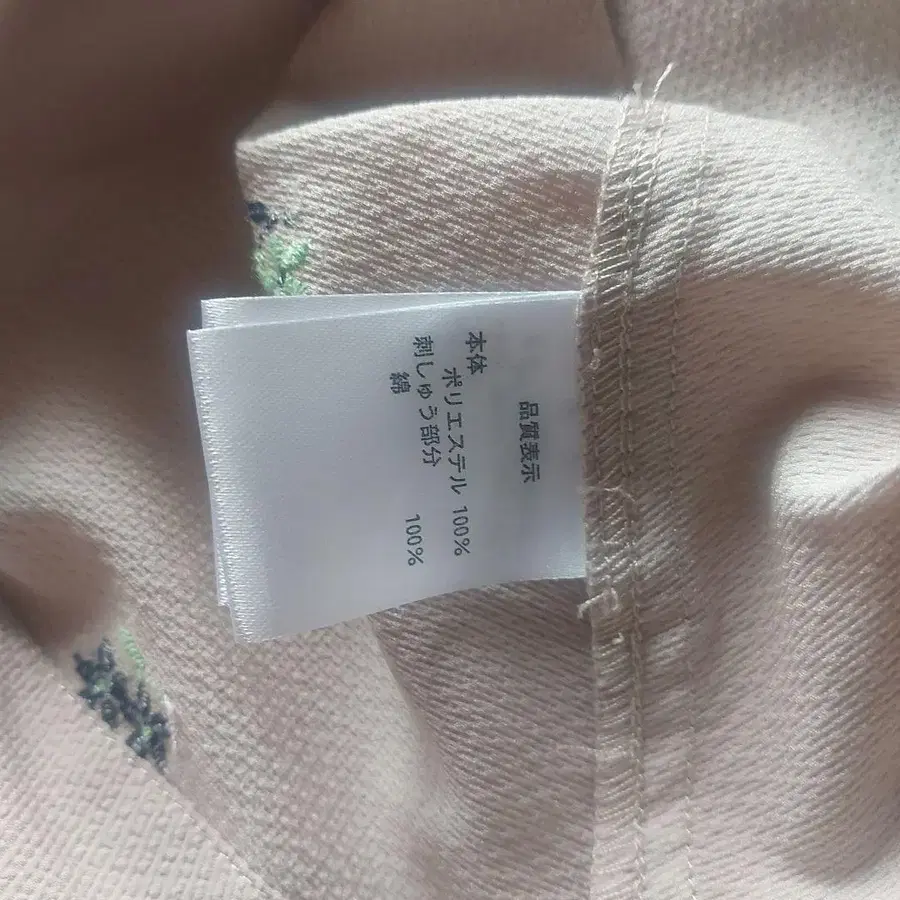 品質表示
本体
ポリエステル 100%
刺しゅう部分
綿 100%